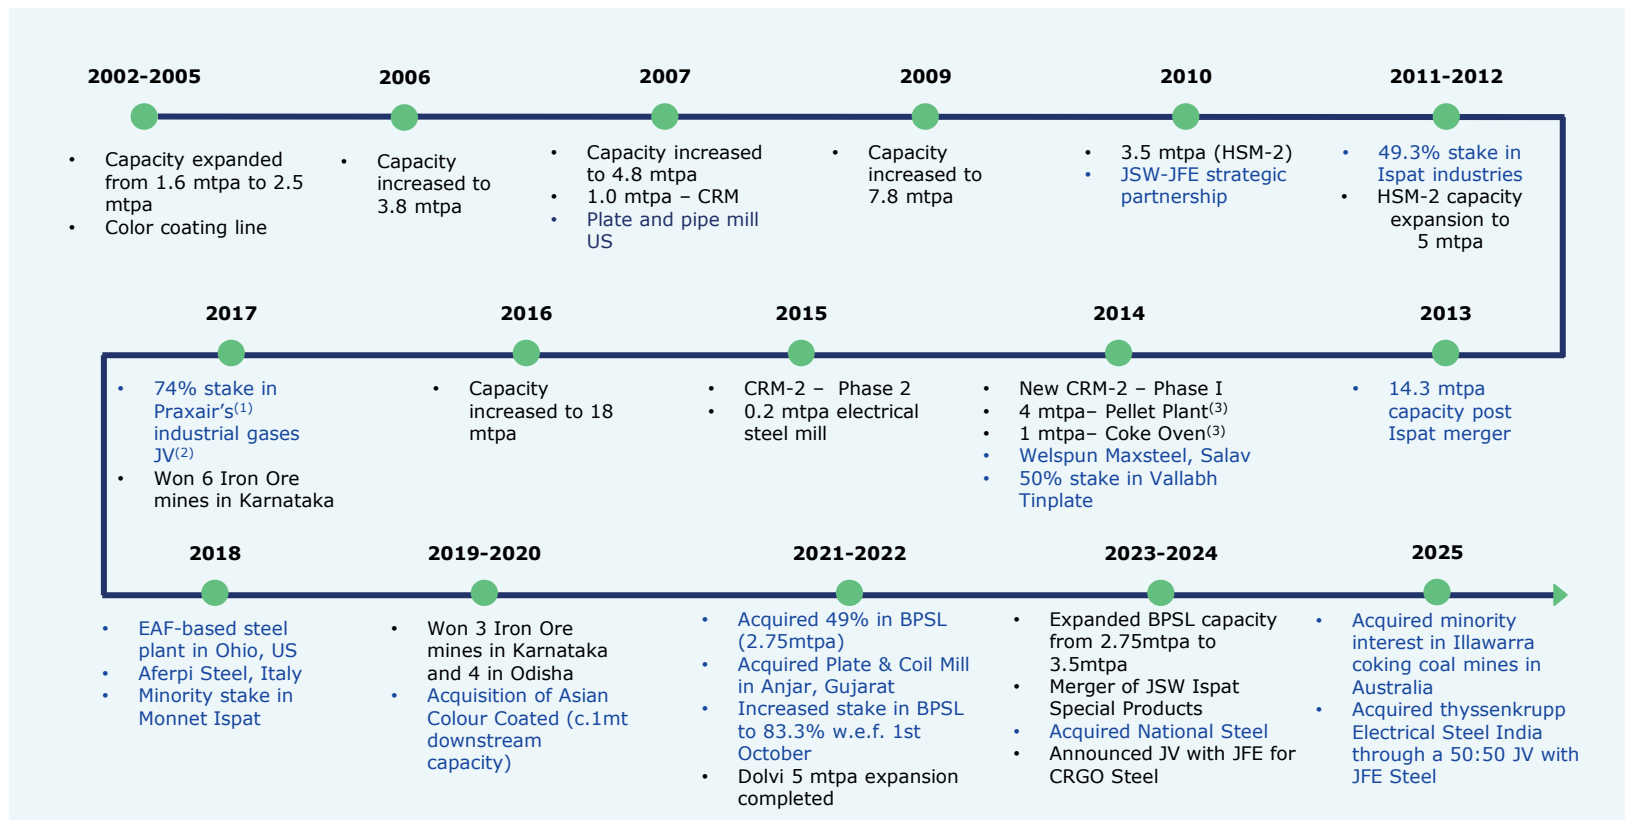 2002-2005
• Capacity expanded
from 1.6 mtpa to 2.5
mtpa
• Color coating line
2006
• Capacity
increased to
3.8 mtpa
2007
• Capacity increased
to 4.8 mtpa
• 1.0 mtpa – CRM
• Plate and pipe mill
US
2009
• Capacity
increased to
7.8 mtpa
2010
• 3.5 mtpa (HSM-2)
• JSW-JFE strategic
partnership
2011-2012
• 49.3% stake in
Ispat industries
• HSM-2 capacity
expansion to
5 mtpa
2017
• 74% stake in
Praxair’s(1)
industrial gases
JV(2)
• Won 6 Iron Ore
mines in Karnataka
2016
• Capacity
increased to 18
mtpa
2015
• CRM-2 – Phase 2
• 0.2 mtpa electrical
steel mill
2014
• New CRM-2 – Phase I
• 4 mtpa– Pellet Plant(3)
• 1 mtpa– Coke Oven(3)
• Welspun Maxsteel, Salav
• 50% stake in Vallabh
Tinplate
2013
• 14.3 mtpa
capacity post
Ispat merger
2018
• EAF-based steel
plant in Ohio, US
• Aferpi Steel, Italy
• Minority stake in
Monnet Ispat
2019-2020
• Won 3 Iron Ore
mines in Karnataka
and 4 in Odisha
• Acquisition of Asian
Colour Coated (c.1mt
downstream
capacity)
2021-2022
• Acquired 49% in BPSL
(2.75mtpa)
• Acquired Plate & Coil Mill
in Anjar, Gujarat
• Increased stake in BPSL
to 83.3% w.e.f. 1st
October
• Dolvi 5 mtpa expansion
completed
2023-2024
• Expanded BPSL capacity
from 2.75mtpa to
3.5mtpa
• Merger of JSW Ispat
Special Products
• Acquired National Steel
• Announced JV with JFE for
CRGO Steel
2025
• Acquired minority
interest in Illawarra
coking coal mines in
Australia
• Acquired thyssenkrupp
Electrical Steel India
through a 50:50 JV with
JFE Steel